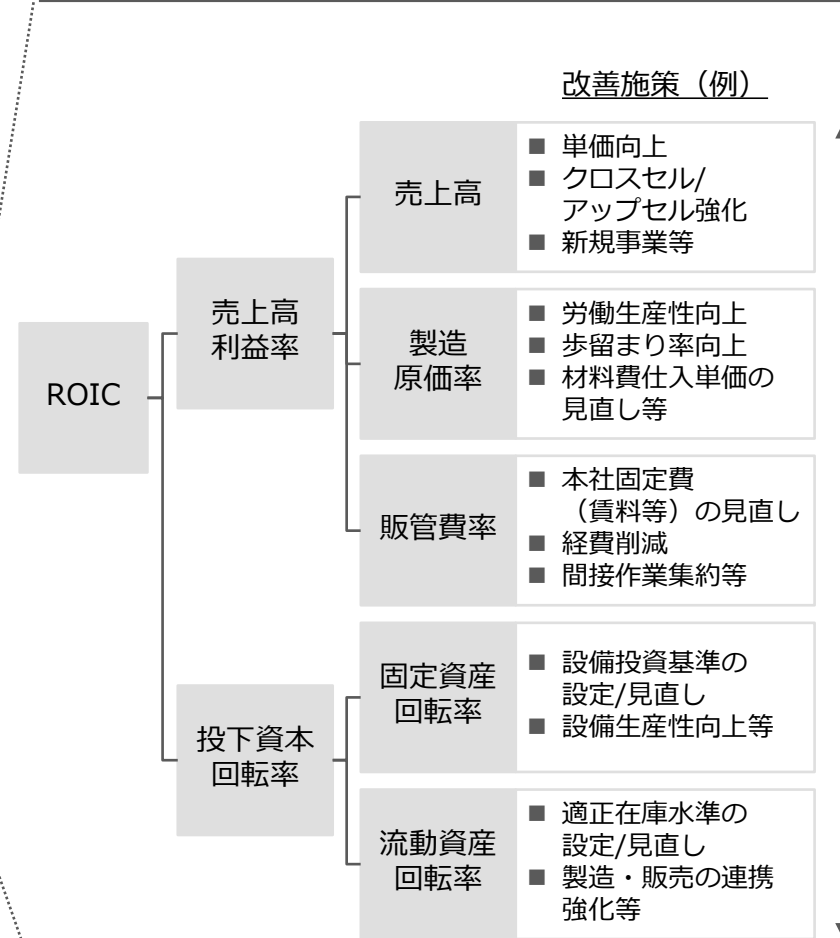 改善施策（例）
ROIC
売上高
利益率
売上高
■ 単価向上
■ クロスセル/
アップセル強化
■ 新規事業等
製造
原価率
■ 労働生産性向上
■ 歩留まり率向上
■ 材料費仕入単価の
見直し等
販管費率
■ 本社固定費
（賃料等）の見直し
■ 経費削減
■ 間接作業集約等
投下資本
回転率
固定資産
回転率
■ 設備投資基準の
設定/見直し
■ 設備生産性向上等
流動資産
回転率
■ 適正在庫水準の
設定/見直し
■ 製造・販売の連携
強化等